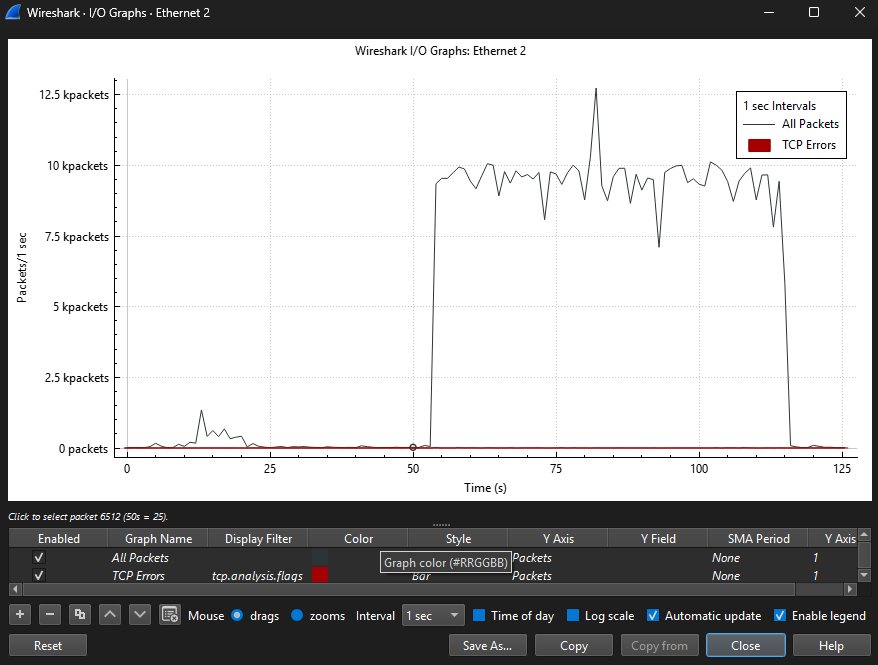 Wireshark · I/O Graphs · Ethernet 2
Wireshark I/O Graphs: Ethernet 2
12.5 kpackets
10 kpackets
7.5 kpackets
5 kpackets
2.5 kpackets
0 packets
Packets/1 sec
1 sec Intervals
All Packets
TCP Errors
0 25 50 75 100 125
Time (s)
Click to select packet 6512 (50s = 25).
Enabled Graph Name Display Filter Color Style Y Axis Y Field SMA Period Y Axis
All Packets Packets None 1
Graph color (#RRGGBB)
TCP Errors tcp.analysis.flags Bar Packets None 1
Mouse drags zooms Interval 1 sec Time of day Log scale Automatic update Enable legend
Reset Save As... Copy Copy from Close Help